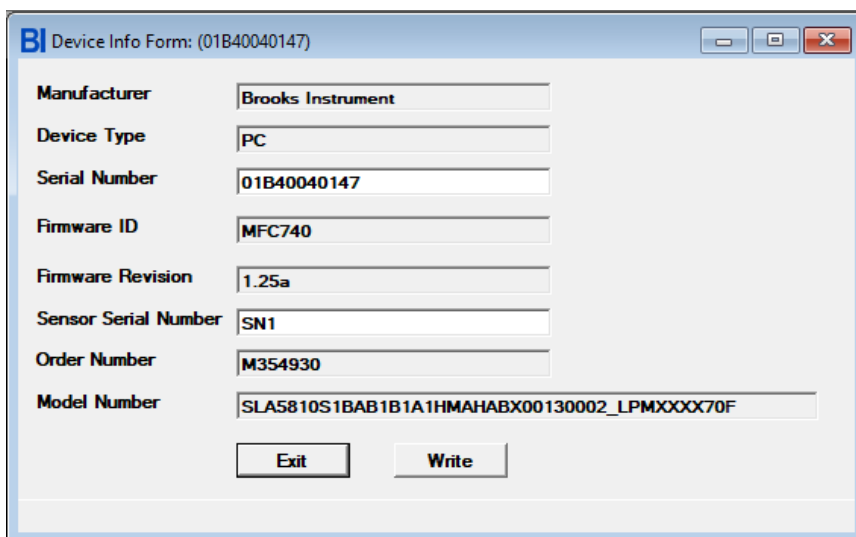 BI Device Info Form: (01B40040147)
Manufacturer Brooks Instrument
Device Type PC
Serial Number 01B40040147
Firmware ID MFC740
Firmware Revision 1.25a
Sensor Serial Number SN1
Order Number M354930
Model Number SLA5810S1BAB1B1A1HMAHABX00130002_LPMXXXX70F
Exit Write